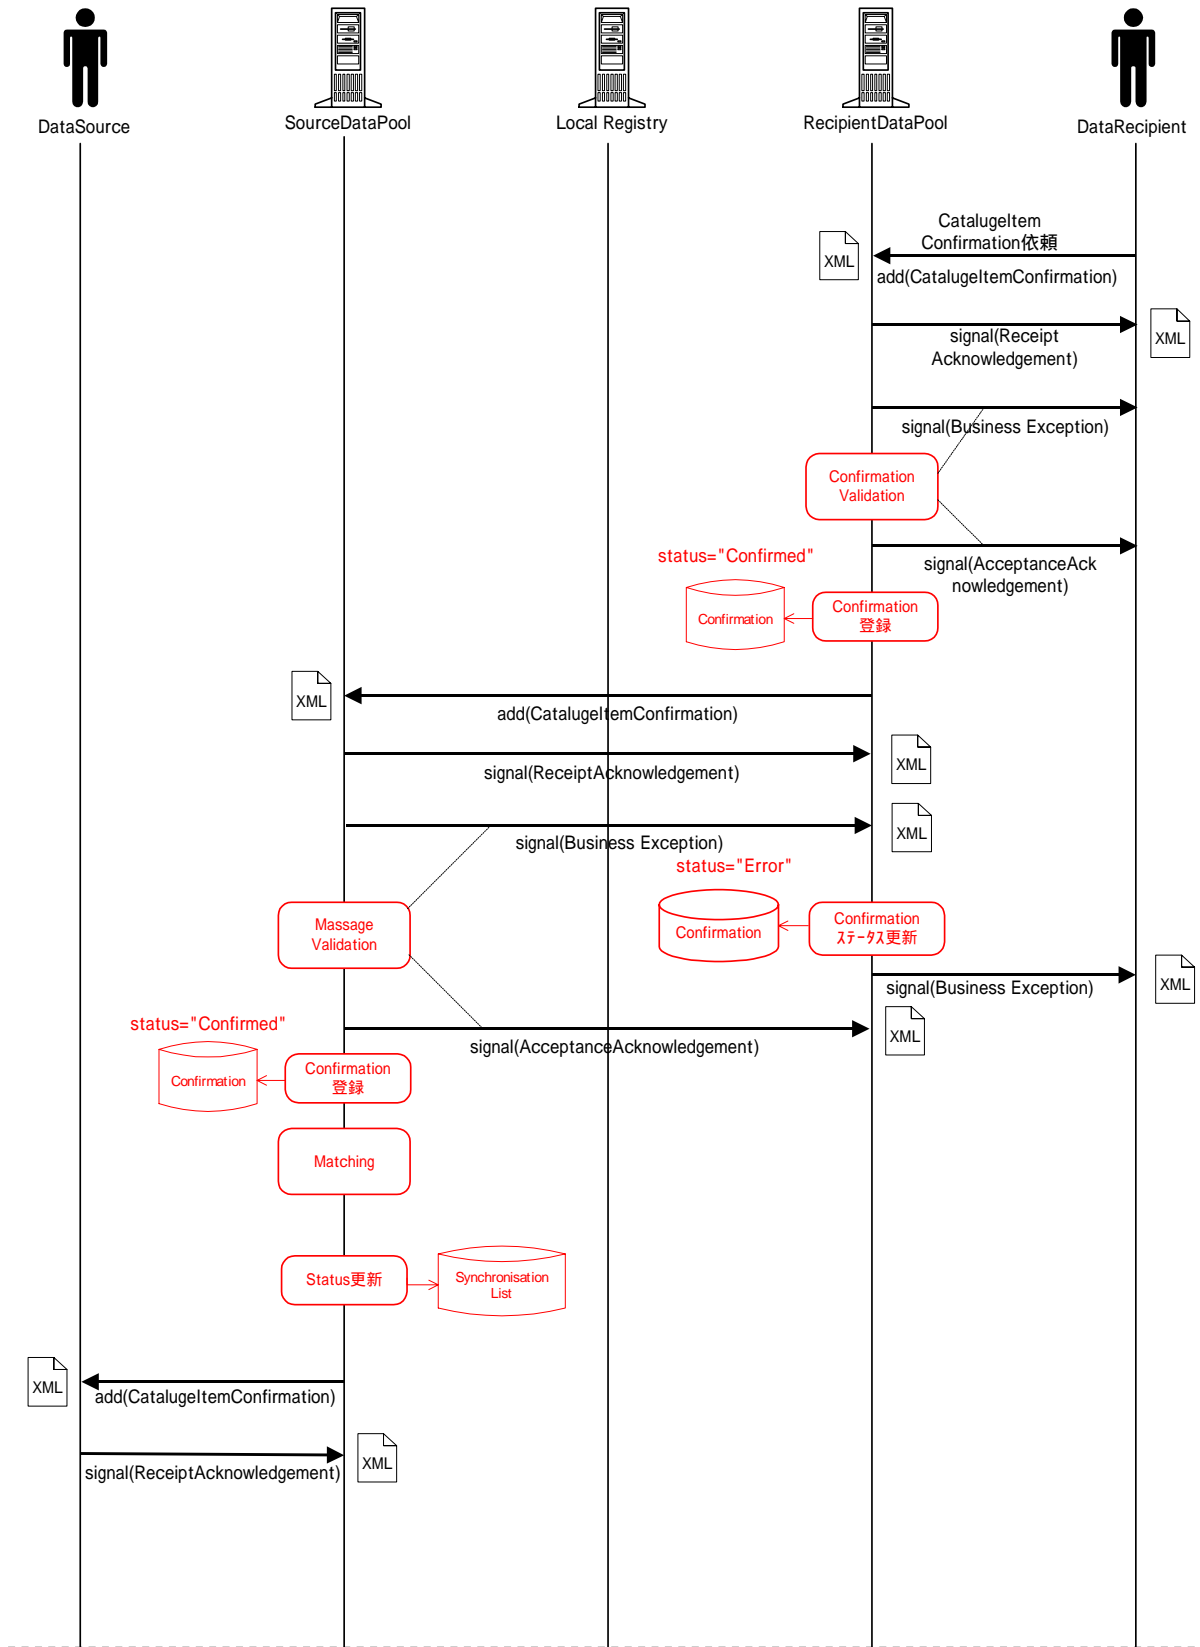 DataSource
SourceDataPool
Local Registry
RecipientDataPool
DataRecipient
CatalugeItem
Confirmation依頼
XML
add(CatalugeItemConfirmation)
XML
signal(Receipt
Acknowledgement)
signal(Business Exception)
Confirmation
Validation
status="Confirmed"
signal(AcceptanceAck
nowledgement)
Confirmation
Confirmation
登録
XML
add(CatalugeItemConfirmation)
signal(ReceiptAcknowledgement)
XML
signal(Business Exception)
XML
status="Error"
Massage
Validation
Confirmation
Confirmation
ｽﾃｰﾀｽ更新
signal(Business Exception)
XML
status="Confirmed"
signal(AcceptanceAcknowledgement)
XML
Confirmation
Confirmation
登録
Matching
Status更新
Synchronisation
List
XML
add(CatalugeItemConfirmation)
signal(ReceiptAcknowledgement)
XML